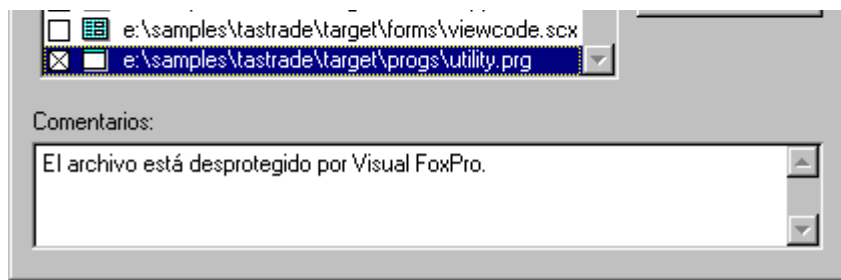 e:\samples\tastrade\target\forms\viewcode.scx
e:\samples\tastrade\target\progs\utility.prg
Comentarios:
El archivo está desprotegido por Visual FoxPro.